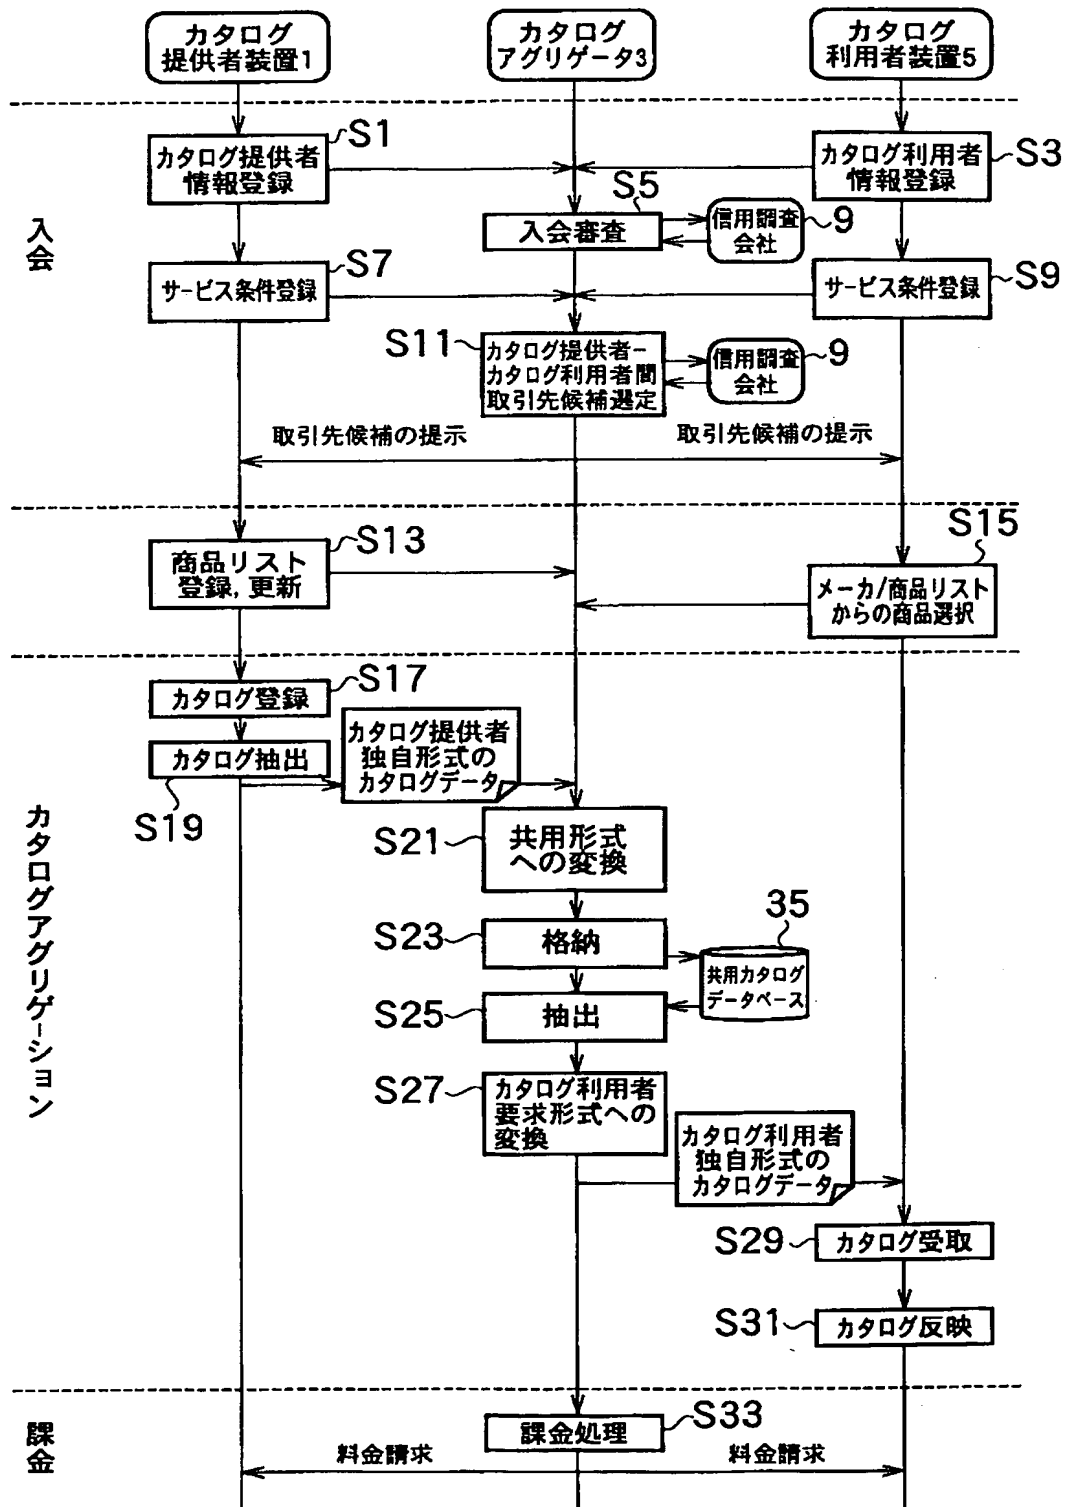 カタログ
提供者装置1
カタログ
アグリゲータ3
カタログ
利用者装置5
入会
S1
カタログ提供者
情報登録
S3
カタログ利用者
情報登録
S5
入会審査
信用調査
会社
9
S7
サービス条件登録
S9
サービス条件登録
S11
カタログ提供者−
カタログ利用者間
取引先候補選定
信用調査
会社
9
取引先候補の提示
取引先候補の提示
S13
商品リスト
登録,更新
S15
メーカ/商品リスト
からの商品選択
カタログアグリゲーション
S17
カタログ登録
カタログ抽出
S19
カタログ提供者
独自形式の
カタログデータ
S21
共用形式
への変換
S23
格納
35
共用カタログ
データベース
S25
抽出
S27
カタログ利用者
要求形式への
変換
カタログ利用者
独自形式の
カタログデータ
S29
カタログ受取
S31
カタログ反映
課金
S33
課金処理
料金請求
料金請求